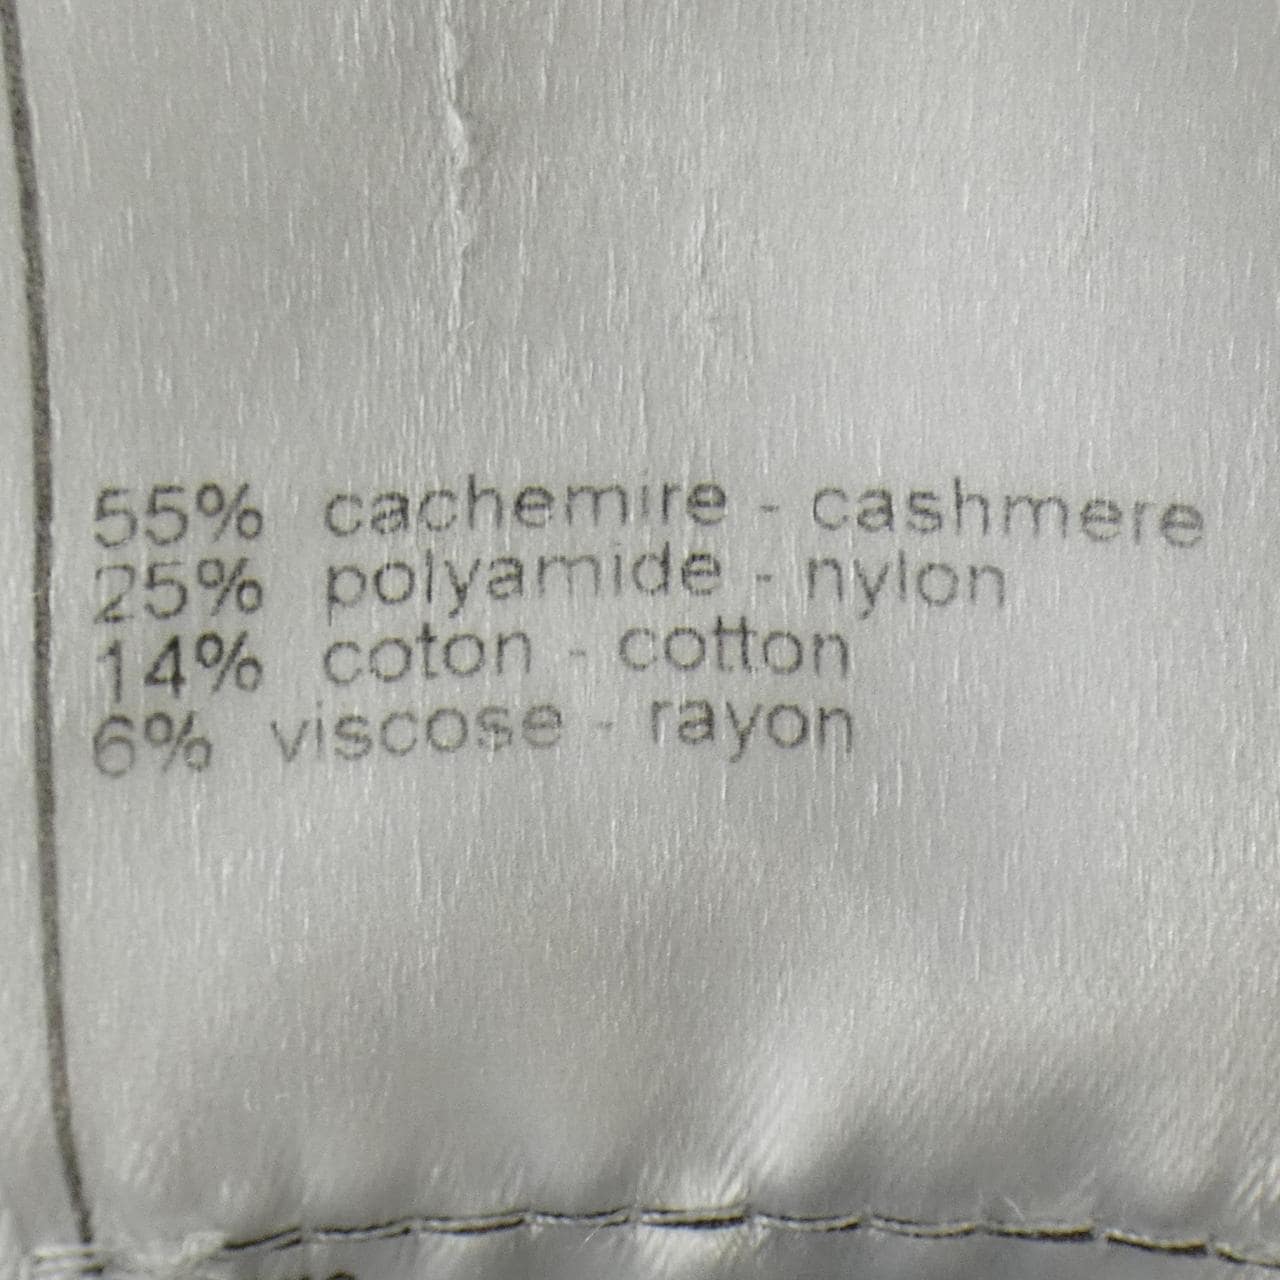 55% cachemire - cashmere
25% polyamide - nylon
14% coton - cotton
6% viscose - rayon